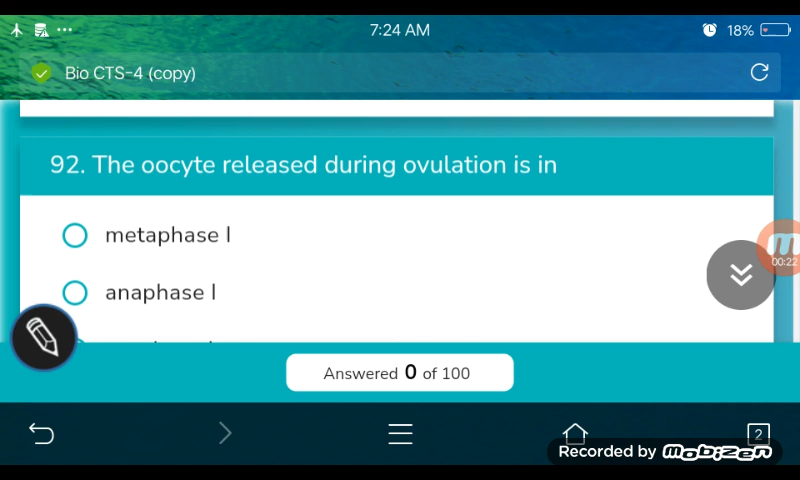 7:24 AM
18%
Bio CTS-4 (copy)
92. The oocyte released during ovulation is in
metaphase I
anaphase I
00:22
Answered 0 of 100
2
Recorded by mobizen